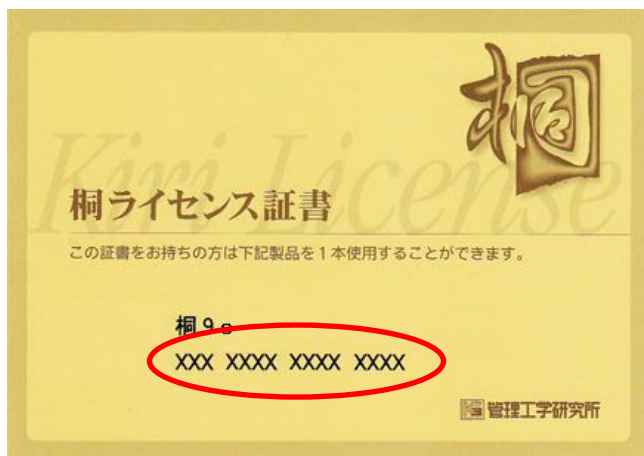 桐
Kiri License
桐ライセンス証書
この証書をお持ちの方は下記製品を1本使用することができます。
桐9
XXX XXXX XXXX XXXX
管理工学研究所